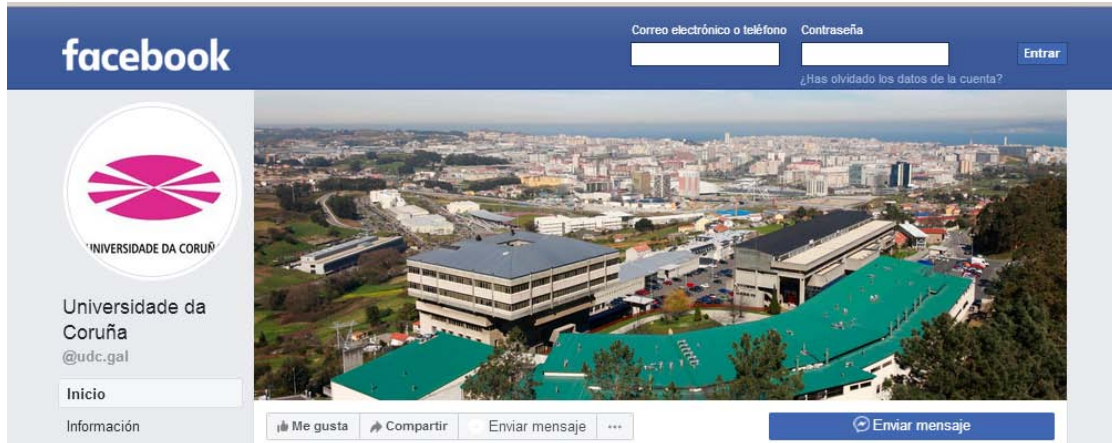 facebook
Correo electrónico o teléfono
Contraseña
Entrar
¿Has olvidado los datos de la cuenta?
UNIVERSIDADE DA CORUÑ
Universidade da
Coruña
@udc.gal
Inicio
Información
Me gusta
Compartir
Enviar mensaje
...
Enviar mensaje